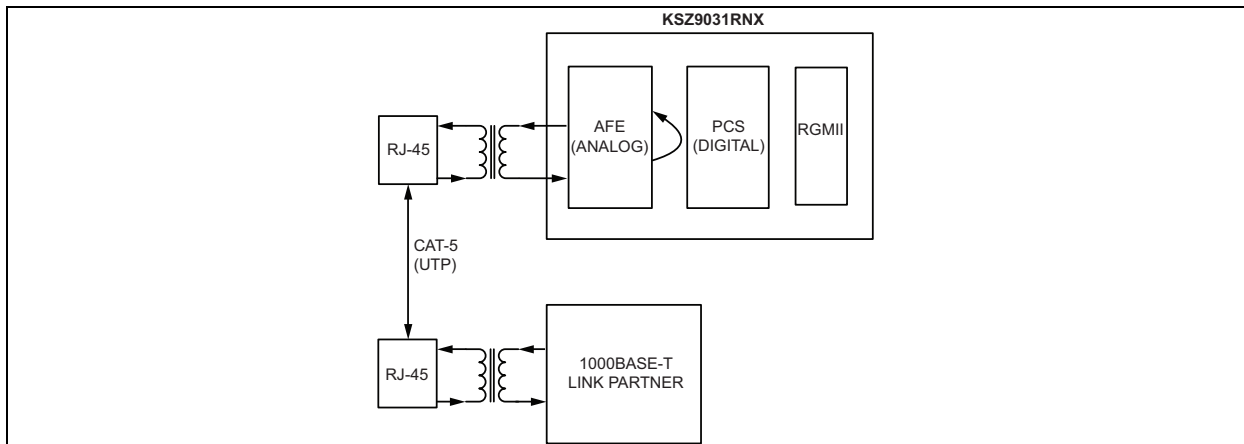 KSZ9031RNX
RJ-45
AFE
(ANALOG)
PCS
(DIGITAL)
RGMII
CAT-5
(UTP)
RJ-45
1000BASE-T
LINK PARTNER